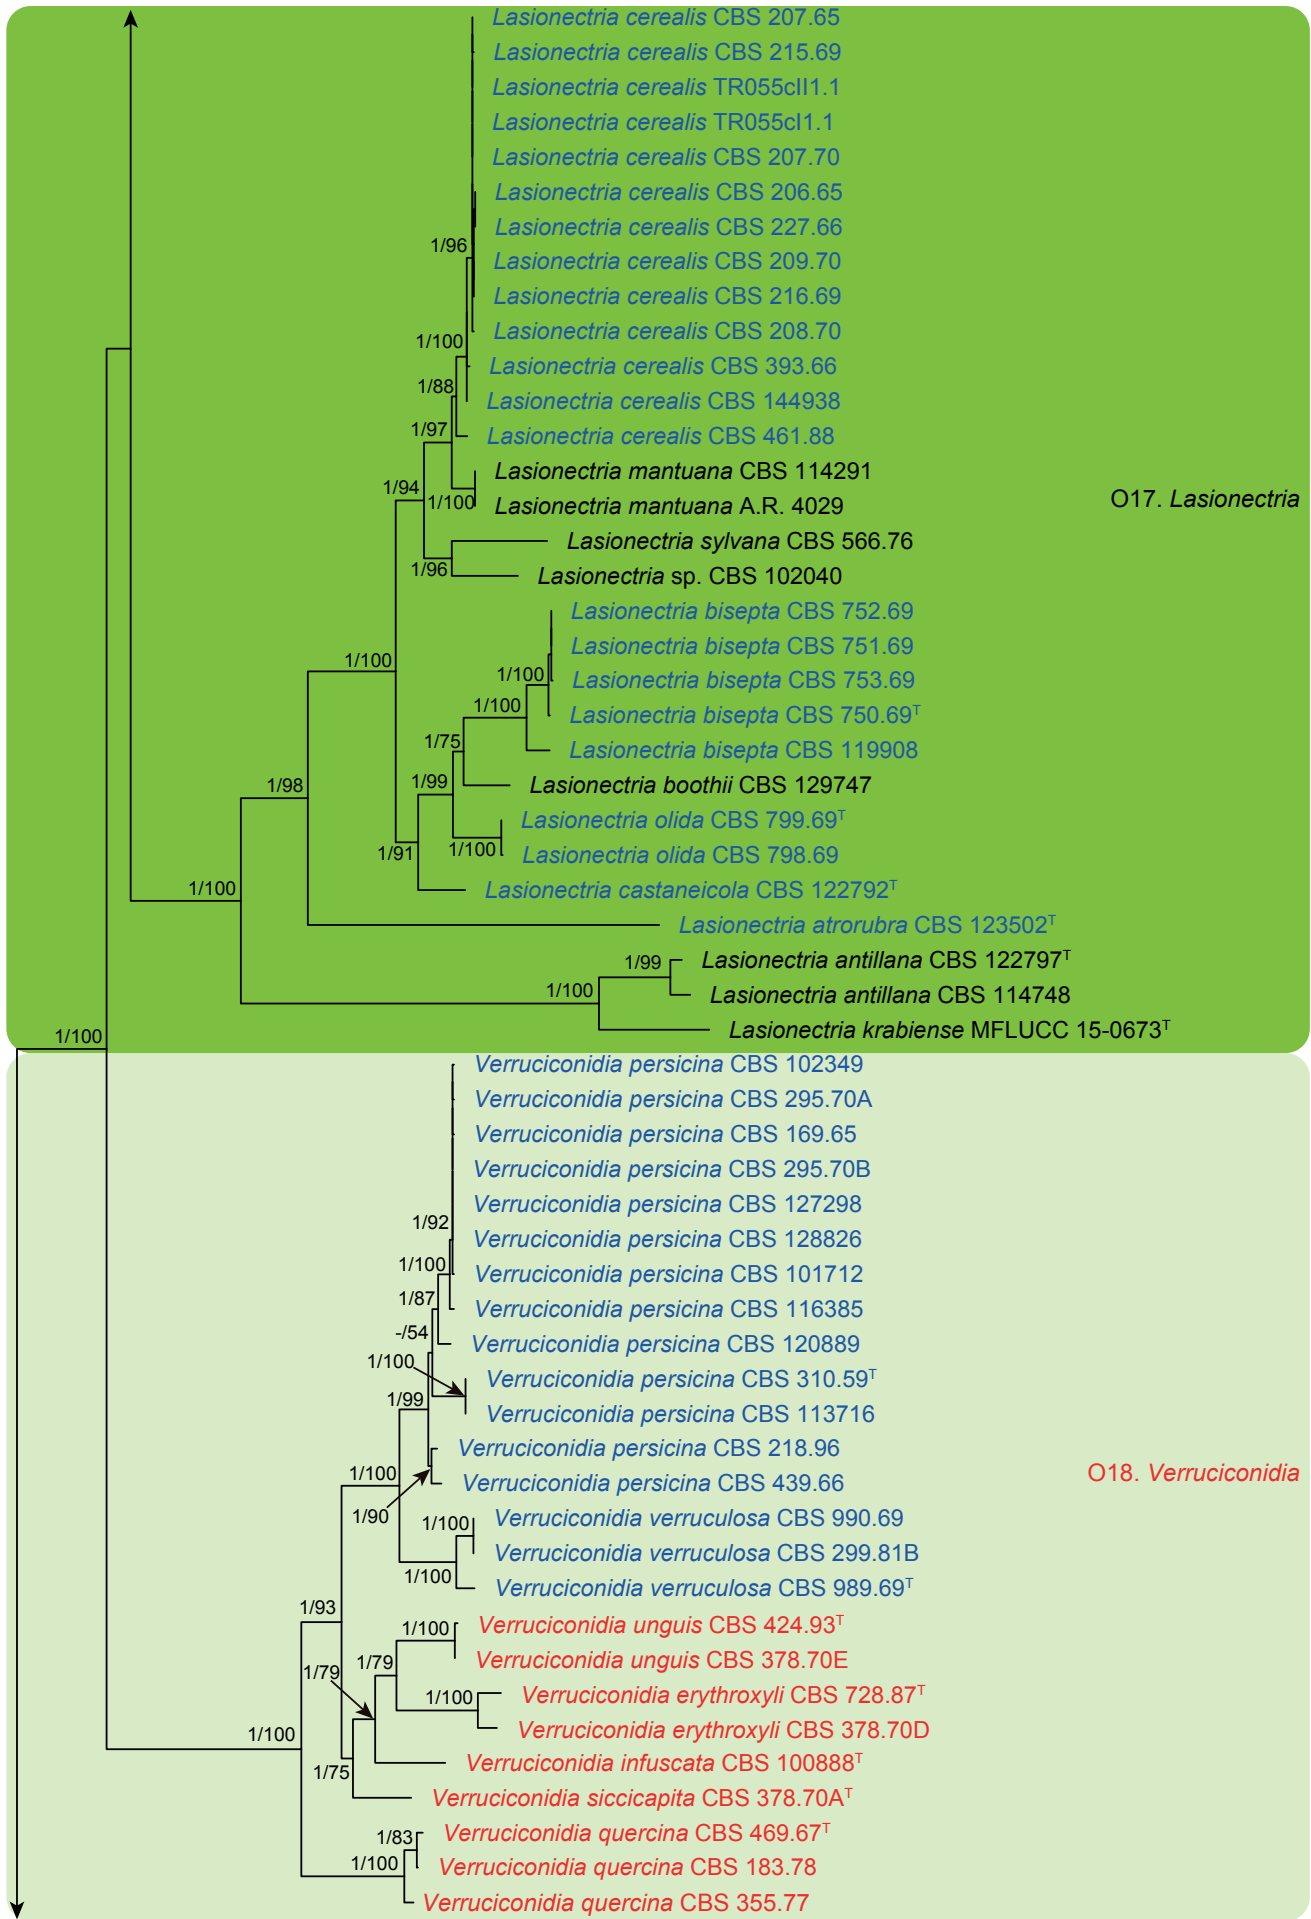 Lasionectria cerealis CBS 207.65
Lasionectria cerealis CBS 215.69
Lasionectria cerealis TR055cII1.1
Lasionectria cerealis TR055cI1.1
Lasionectria cerealis CBS 207.70
Lasionectria cerealis CBS 206.65
Lasionectria cerealis CBS 227.66
1/96
Lasionectria cerealis CBS 209.70
Lasionectria cerealis CBS 216.69
Lasionectria cerealis CBS 208.70
1/100
Lasionectria cerealis CBS 393.66
1/88
Lasionectria cerealis CBS 144938
1/97
Lasionectria cerealis CBS 461.88
Lasionectria mantuana CBS 114291
1/94
1/100
Lasionectria mantuana A.R. 4029
O17. Lasionectria
Lasionectria sylvana CBS 566.76
1/96
Lasionectria sp. CBS 102040
Lasionectria bisepta CBS 752.69
Lasionectria bisepta CBS 751.69
1/100
1/100
Lasionectria bisepta CBS 753.69
1/100
Lasionectria bisepta CBS 750.69T
1/75
Lasionectria bisepta CBS 119908
1/98
1/99
Lasionectria boothii CBS 129747
Lasionectria olida CBS 799.69T
1/91
1/100
Lasionectria olida CBS 798.69
1/100
Lasionectria castaneicola CBS 122792T
Lasionectria atrorubra CBS 123502T
1/99
Lasionectria antillana CBS 122797T
1/100
Lasionectria antillana CBS 114748
1/100
Lasionectria krabiense MFLUCC 15-0673T
Verruciconidia persicina CBS 102349
Verruciconidia persicina CBS 295.70A
Verruciconidia persicina CBS 169.65
Verruciconidia persicina CBS 295.70B
Verruciconidia persicina CBS 127298
1/92
Verruciconidia persicina CBS 128826
1/100
Verruciconidia persicina CBS 101712
1/87
Verruciconidia persicina CBS 116385
-/54
Verruciconidia persicina CBS 120889
1/100
Verruciconidia persicina CBS 310.59T
1/99
Verruciconidia persicina CBS 113716
Verruciconidia persicina CBS 218.96
1/100
Verruciconidia persicina CBS 439.66
O18. Verruciconidia
1/90
1/100
Verruciconidia verruculosa CBS 990.69
Verruciconidia verruculosa CBS 299.81B
1/100
Verruciconidia verruculosa CBS 989.69T
1/93
1/100
Verruciconidia unguis CBS 424.93T
1/79
1/79
Verruciconidia unguis CBS 378.70E
1/100
Verruciconidia erythroxyli CBS 728.87T
1/100
Verruciconidia erythroxyli CBS 378.70D
1/75
Verruciconidia infuscata CBS 100888T
Verruciconidia siccicapita CBS 378.70AT
1/83
Verruciconidia quercina CBS 469.67T
1/100
Verruciconidia quercina CBS 183.78
Verruciconidia quercina CBS 355.77